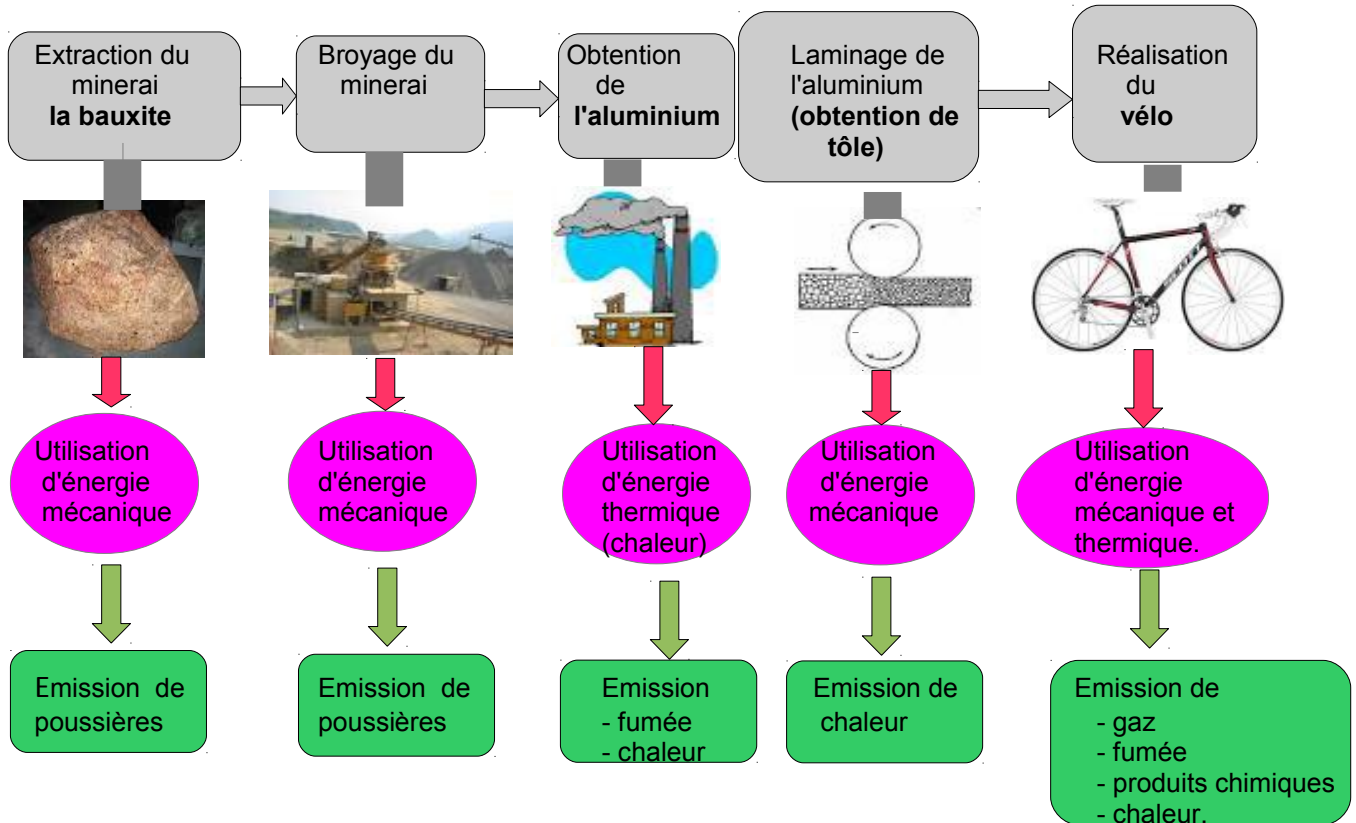 Extraction du
minerai
la bauxite
Broyage du
minerai
Obtention
de
l'aluminium
Laminage de
l'aluminium
(obtention de
tôle)
Réalisation
du
vélo
Utilisation
d'énergie
mécanique
Utilisation
d'énergie
mécanique
Utilisation
d'énergie
thermique
(chaleur)
Utilisation
d'énergie
mécanique
Utilisation
d'énergie
mécanique et
thermique.
Emission de
poussières
Emission de
poussières
Emission
- fumée
- chaleur
Emission de
chaleur
Emission de
- gaz
- fumée
- produits chimiques
- chaleur.